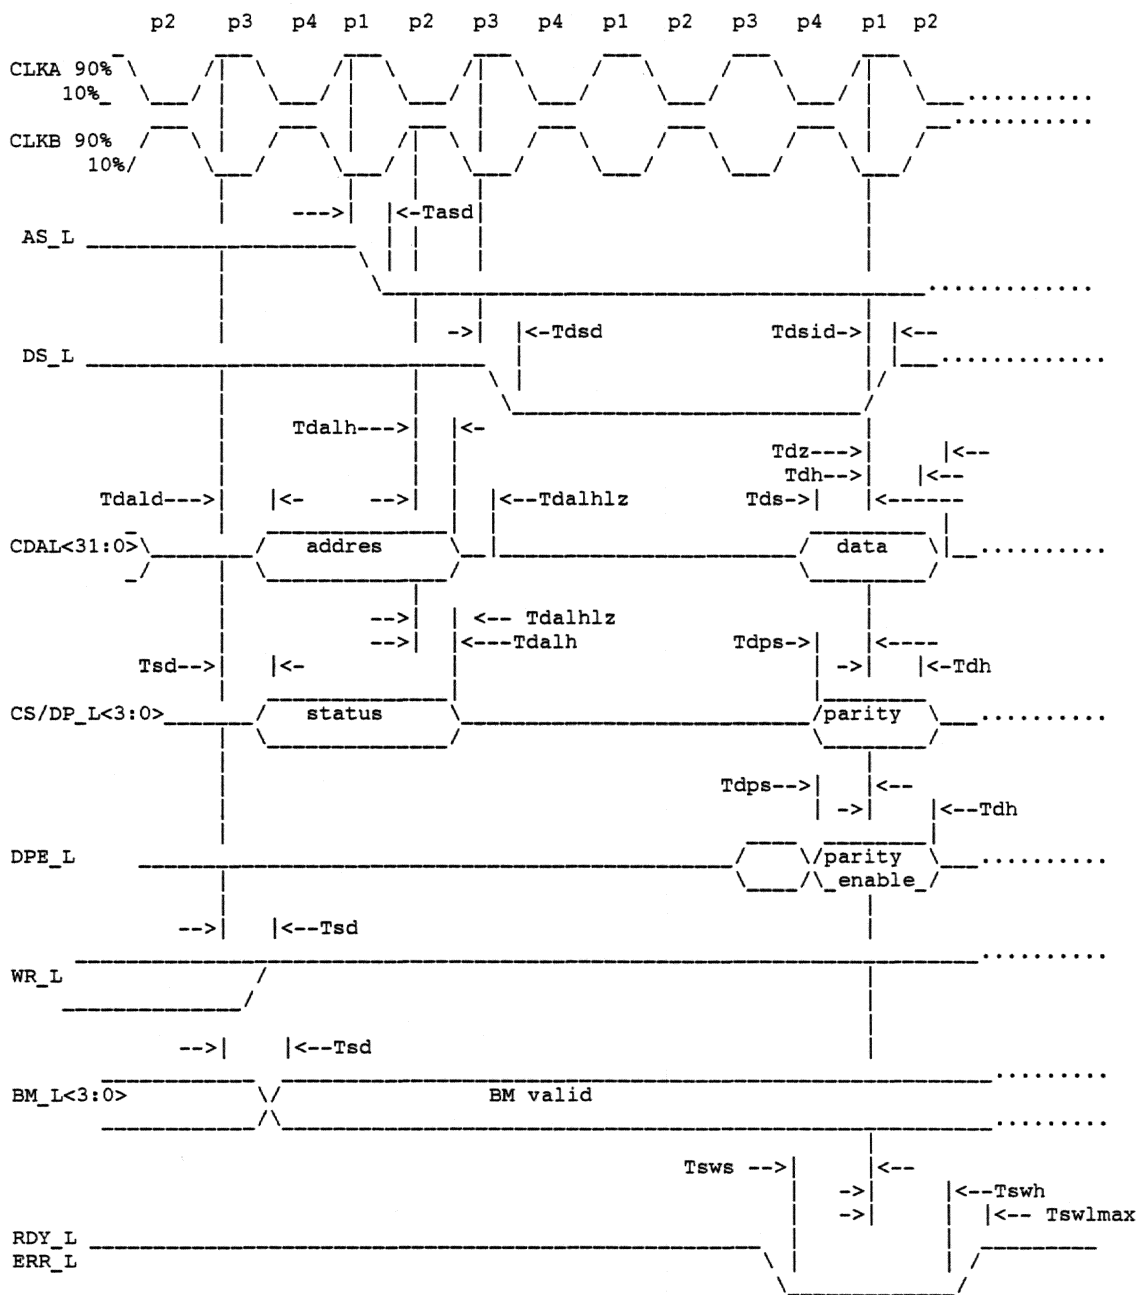 p2 p3 p4 p1 p2 p3 p4 p1 p2 p3 p4 p1 p2
CLKA 90%
10%
CLKB 90%
10%
Tasd
AS_L
Tdsd Tdsid
DS_L
Tdalh
Tdz
Tdh
Tdald Tdalhlz Tds
CDAL<31:0> addres data
Tdalhlz
Tdalh Tdps
Tsd Tdh
CS/DP_L<3:0> status parity
Tdps
Tdh
DPE_L parity
enable
Tsd
WR_L
Tsd
BM_L<3:0> BM valid
Tsws
Tswh
Tswlmax
RDY_L
ERR_L